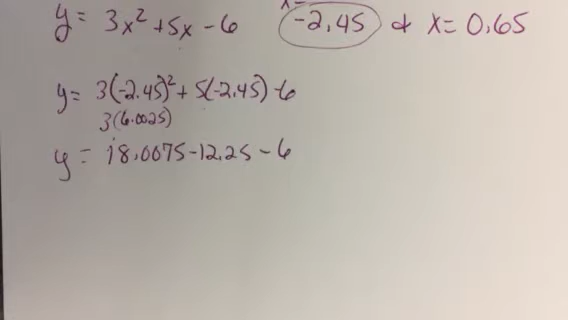 y = 3x² + 5x - 6 x = -2.45 & x = 0.65
y = 3(-2.45)² + 5(-2.45) - 6
3(6.0025)
y = 18.0075 - 12.25 - 6